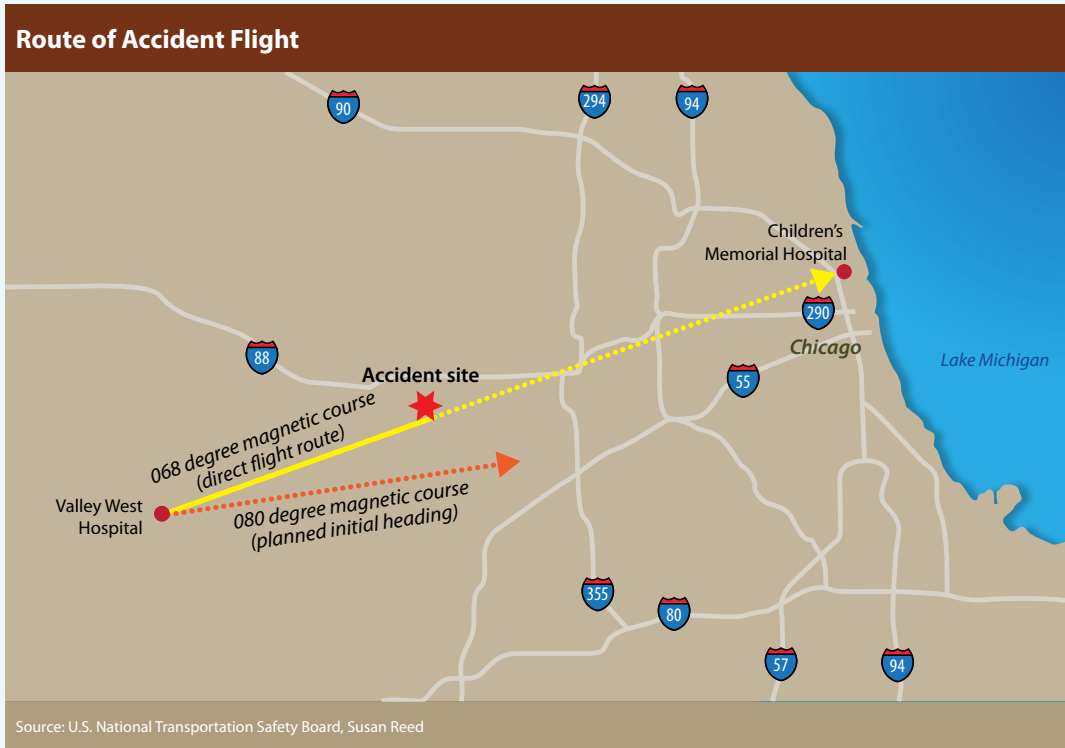 Route of Accident Flight
90
294
94
Children's
Memorial Hospital
290
Chicago
88
Lake Michigan
Accident site
55
068 degree magnetic course
(direct flight route)
Valley West
Hospital
080 degree magnetic course
(planned initial heading)
355
80
57
94
Source: U.S. National Transportation Safety Board, Susan Reed